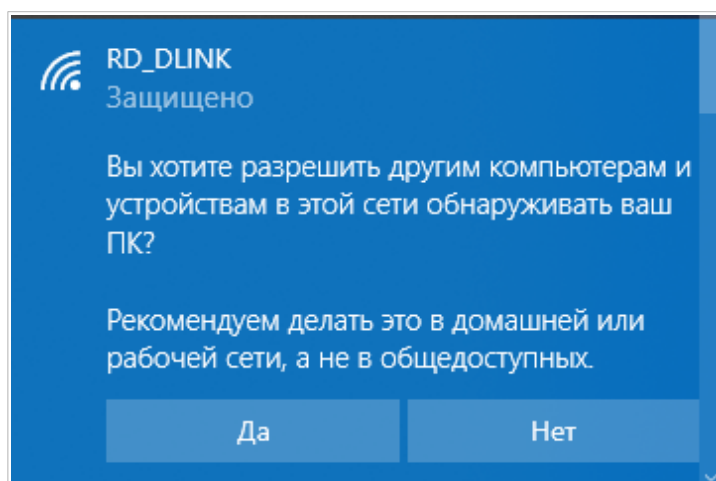 RD_DLINK
Защищено
Вы хотите разрешить другим компьютерам и
устройствам в этой сети обнаруживать ваш
ПК?
Рекомендуем делать это в домашней или
рабочей сети, а не в общедоступных.
Да Нет